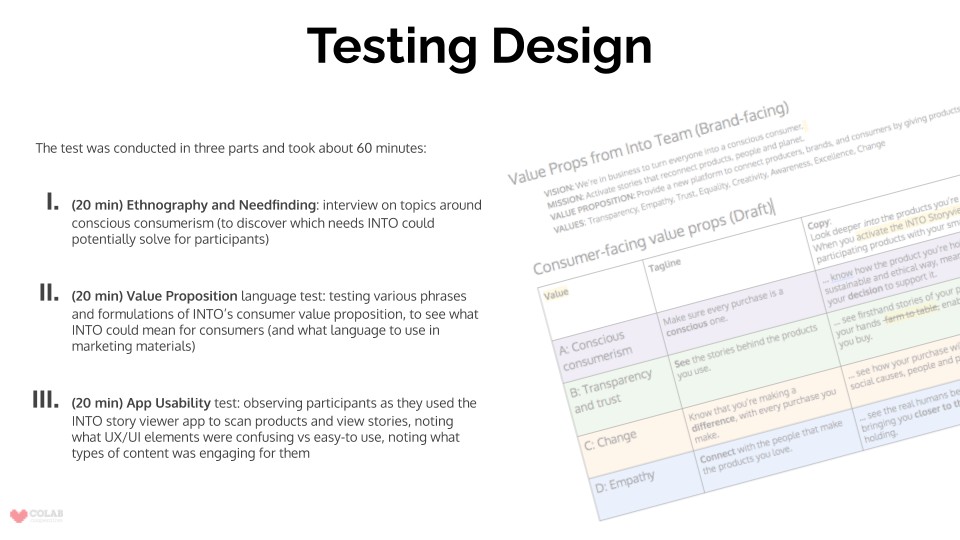 Testing Design
The test was conducted in three parts and took about 60 minutes:
I. (20 min) Ethnography and Needfinding: interview on topics around
conscious consumerism (to discover which needs INTO could
potentially solve for participants)
II. (20 min) Value Proposition language test: testing various phrases
and formulations of INTO's consumer value proposition, to see what
INTO could mean for consumers (and what language to use in
marketing materials)
III. (20 min) App Usability test: observing participants as they used the
INTO story viewer app to scan products and view stories, noting
what UX/UI elements were confusing vs easy-to use, noting what
types of content was engaging for them
Value Props from Into Team (Brand-facing)
VISION: We're in business to turn everyone into a conscious consumer.
MISSION: Activate stories that reconnect products, people and planet.
VALUE PROPOSITION: Provide a new platform to connect producers, brands, and consumers by giving products
VALUES: Transparency, Empathy, Trust, Equality, Creativity, Awareness, Excellence, Change
Consumer-facing value props (Draft)
Value
Tagline
Copy:
Look deeper into the products you're
When you activate the INTO Storyvie
participating products with your sm
A: Conscious
consumerism
Make sure every purchase is a
conscious one.
... know how the product you're ho
sustainable and ethical way, mean
your decision to support it.
B: Transparency
and trust
See the stories behind the products
you use.
... see firsthand stories of your p
your hands farm to table, enab
you buy.
C: Change
Know that you're making a
difference, with every purchase you
make.
... see how your purchase wi
social causes, people and p
D: Empathy
Connect with the people that make
the products you love.
... see the real humans be
bringing you closer to th
holding.
COLAB